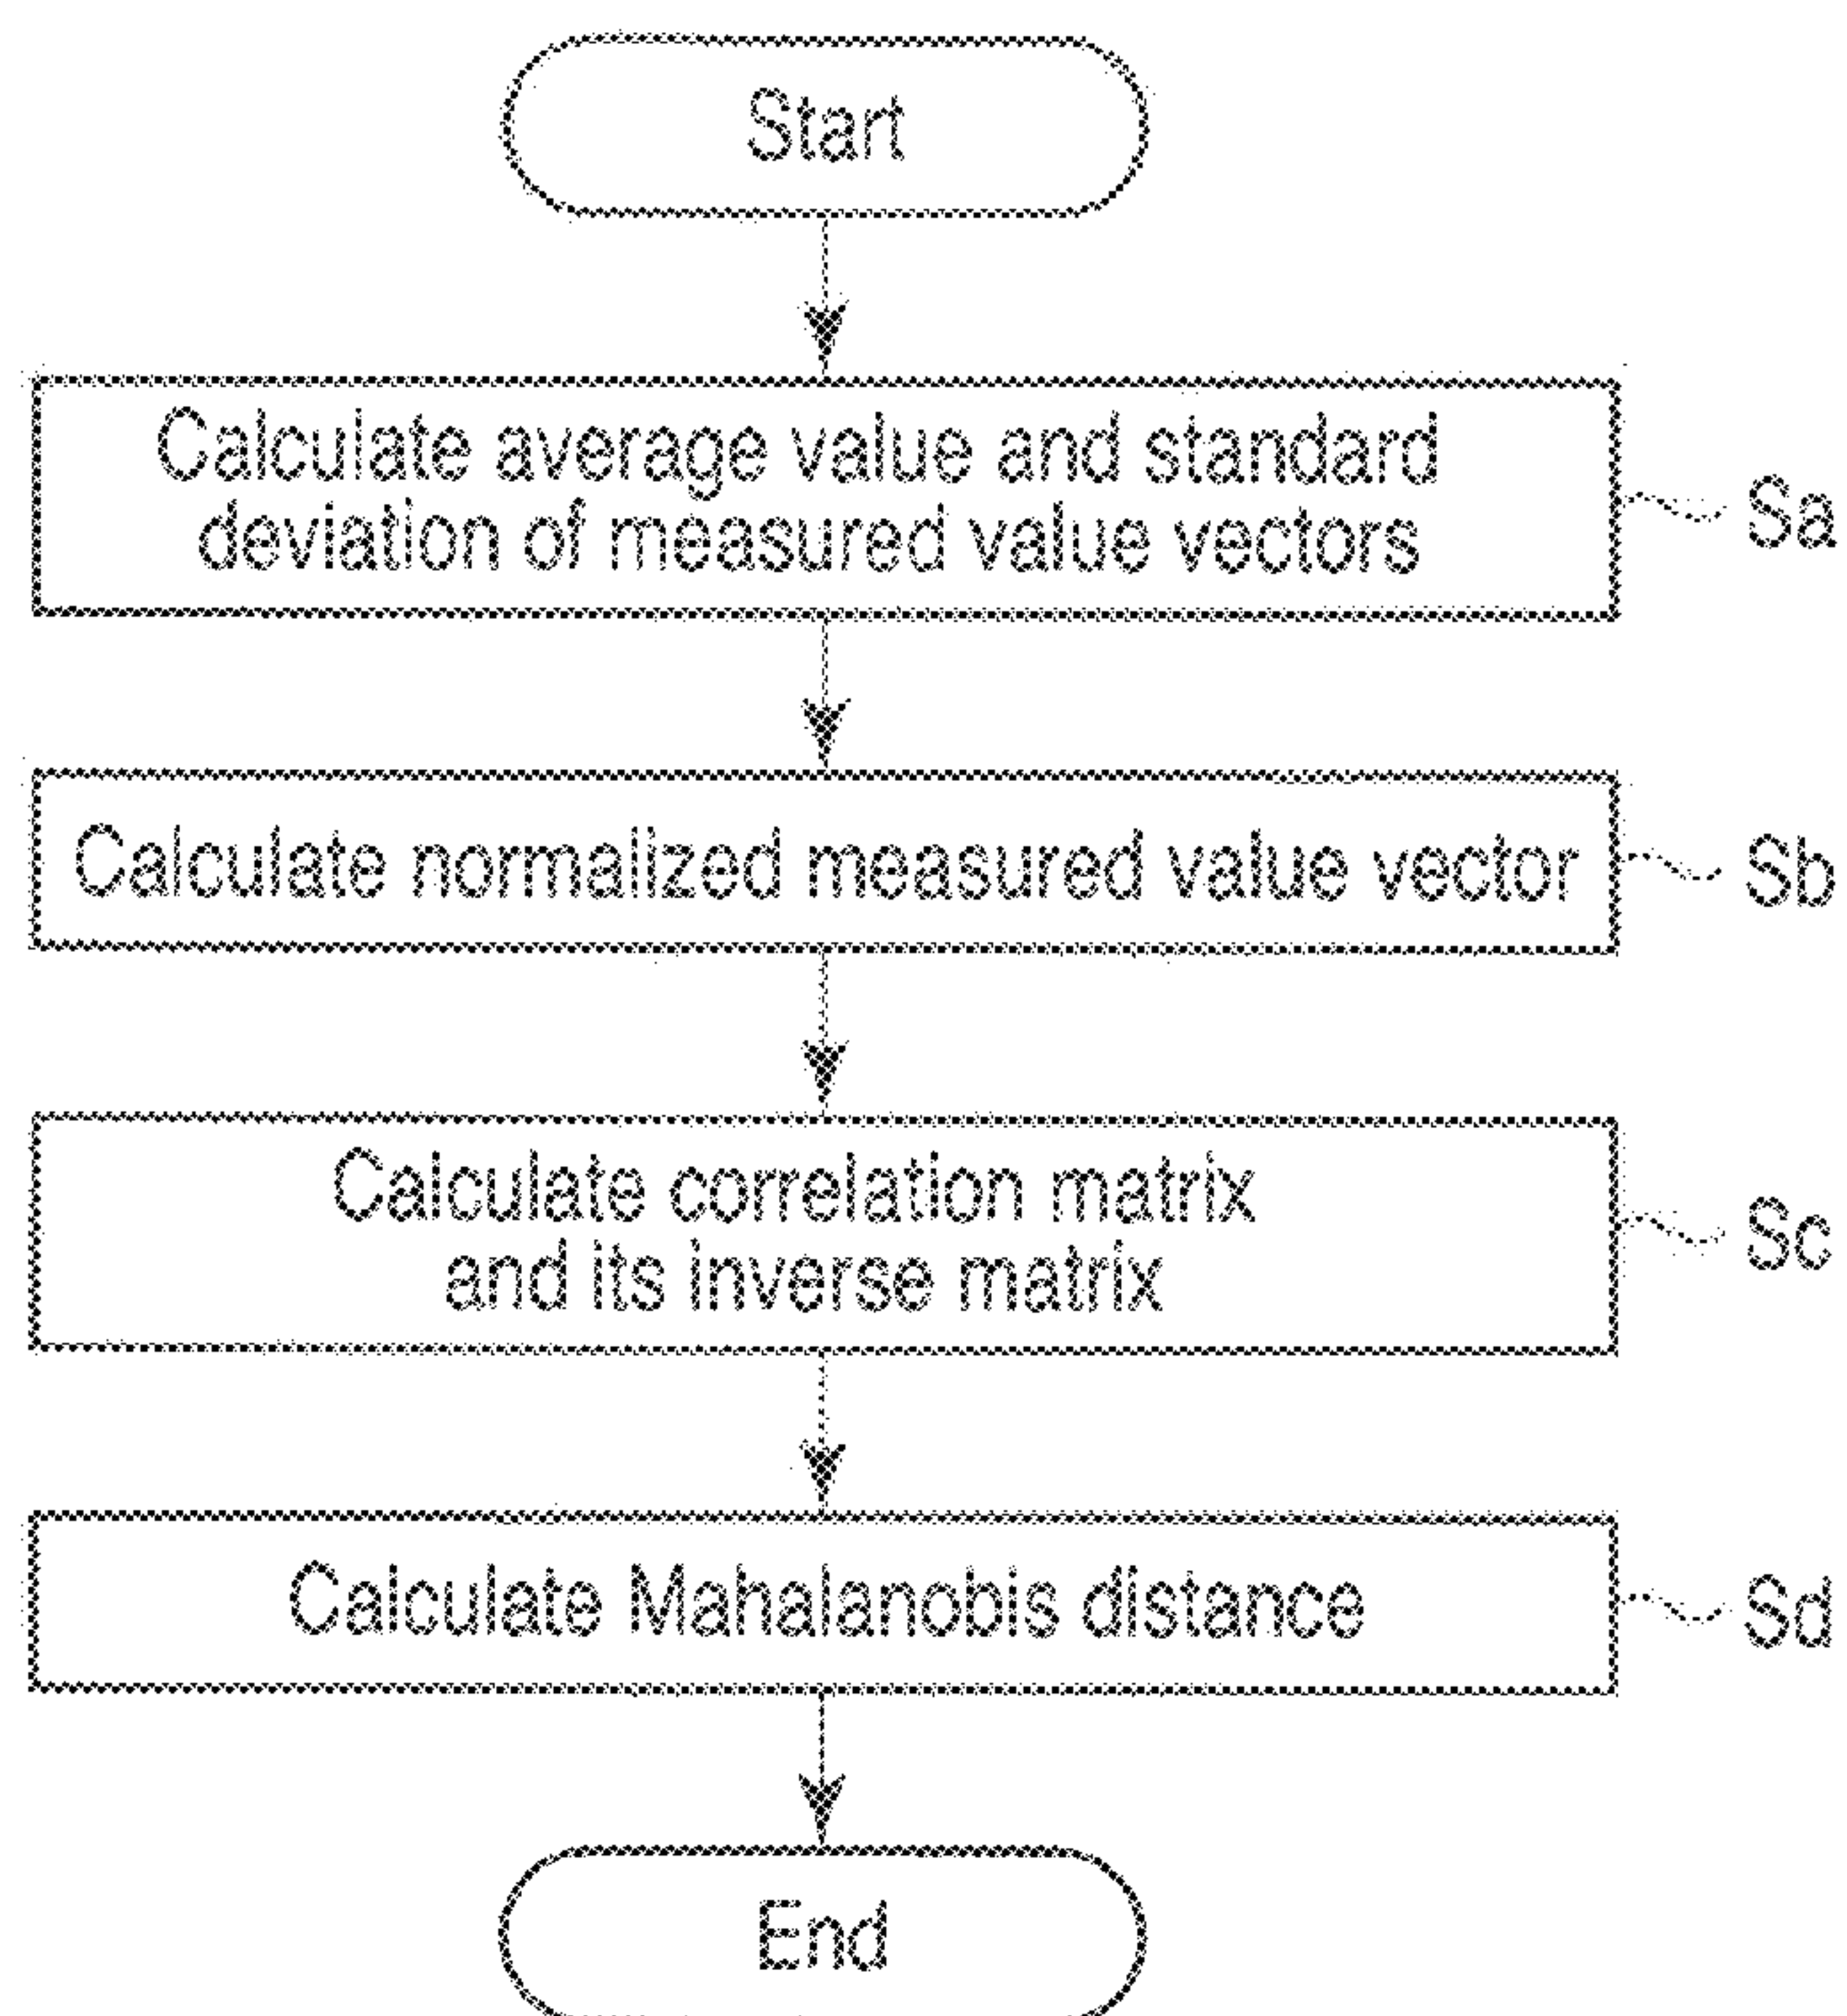 Start
Calculate average value and standard
deviation of measured value vectors
Sa
Calculate normalized measured value vector
Sb
Calculate correlation matrix
and its inverse matrix
Sc
Calculate Mahalanobis distance
Sd
End